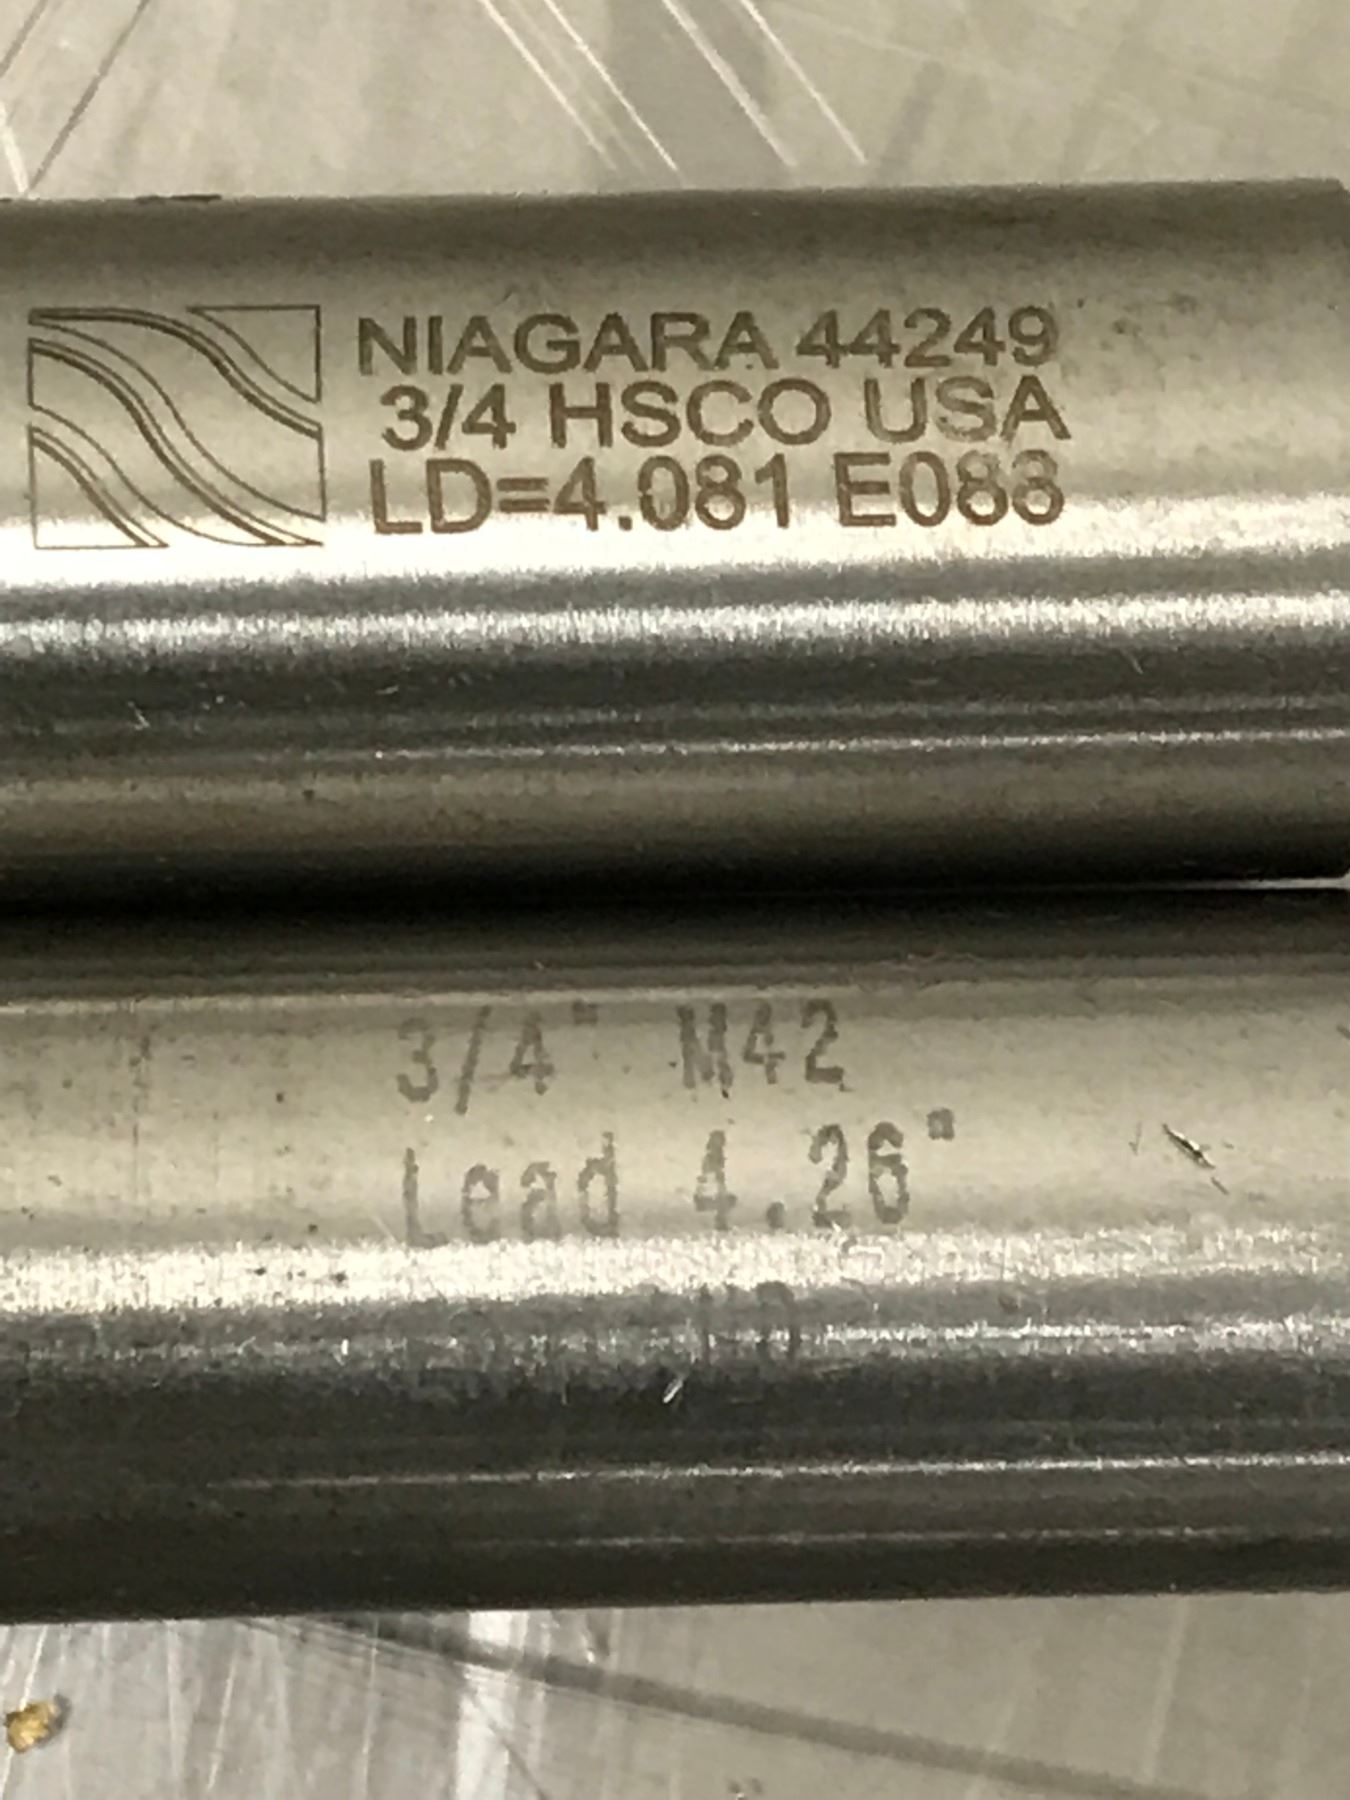 NIAGARA 44249
3/4 HSCO USA
LD=4.081 E088
3/4" M42
Lead 4.26"